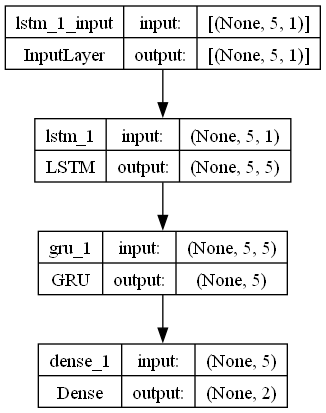 lstm_1_input input: [(None, 5, 1)]
InputLayer output: [(None, 5, 1)]
lstm_1 input: (None, 5, 1)
LSTM output: (None, 5, 5)
gru_1 input: (None, 5, 5)
GRU output: (None, 5)
dense_1 input: (None, 5)
Dense output: (None, 2)